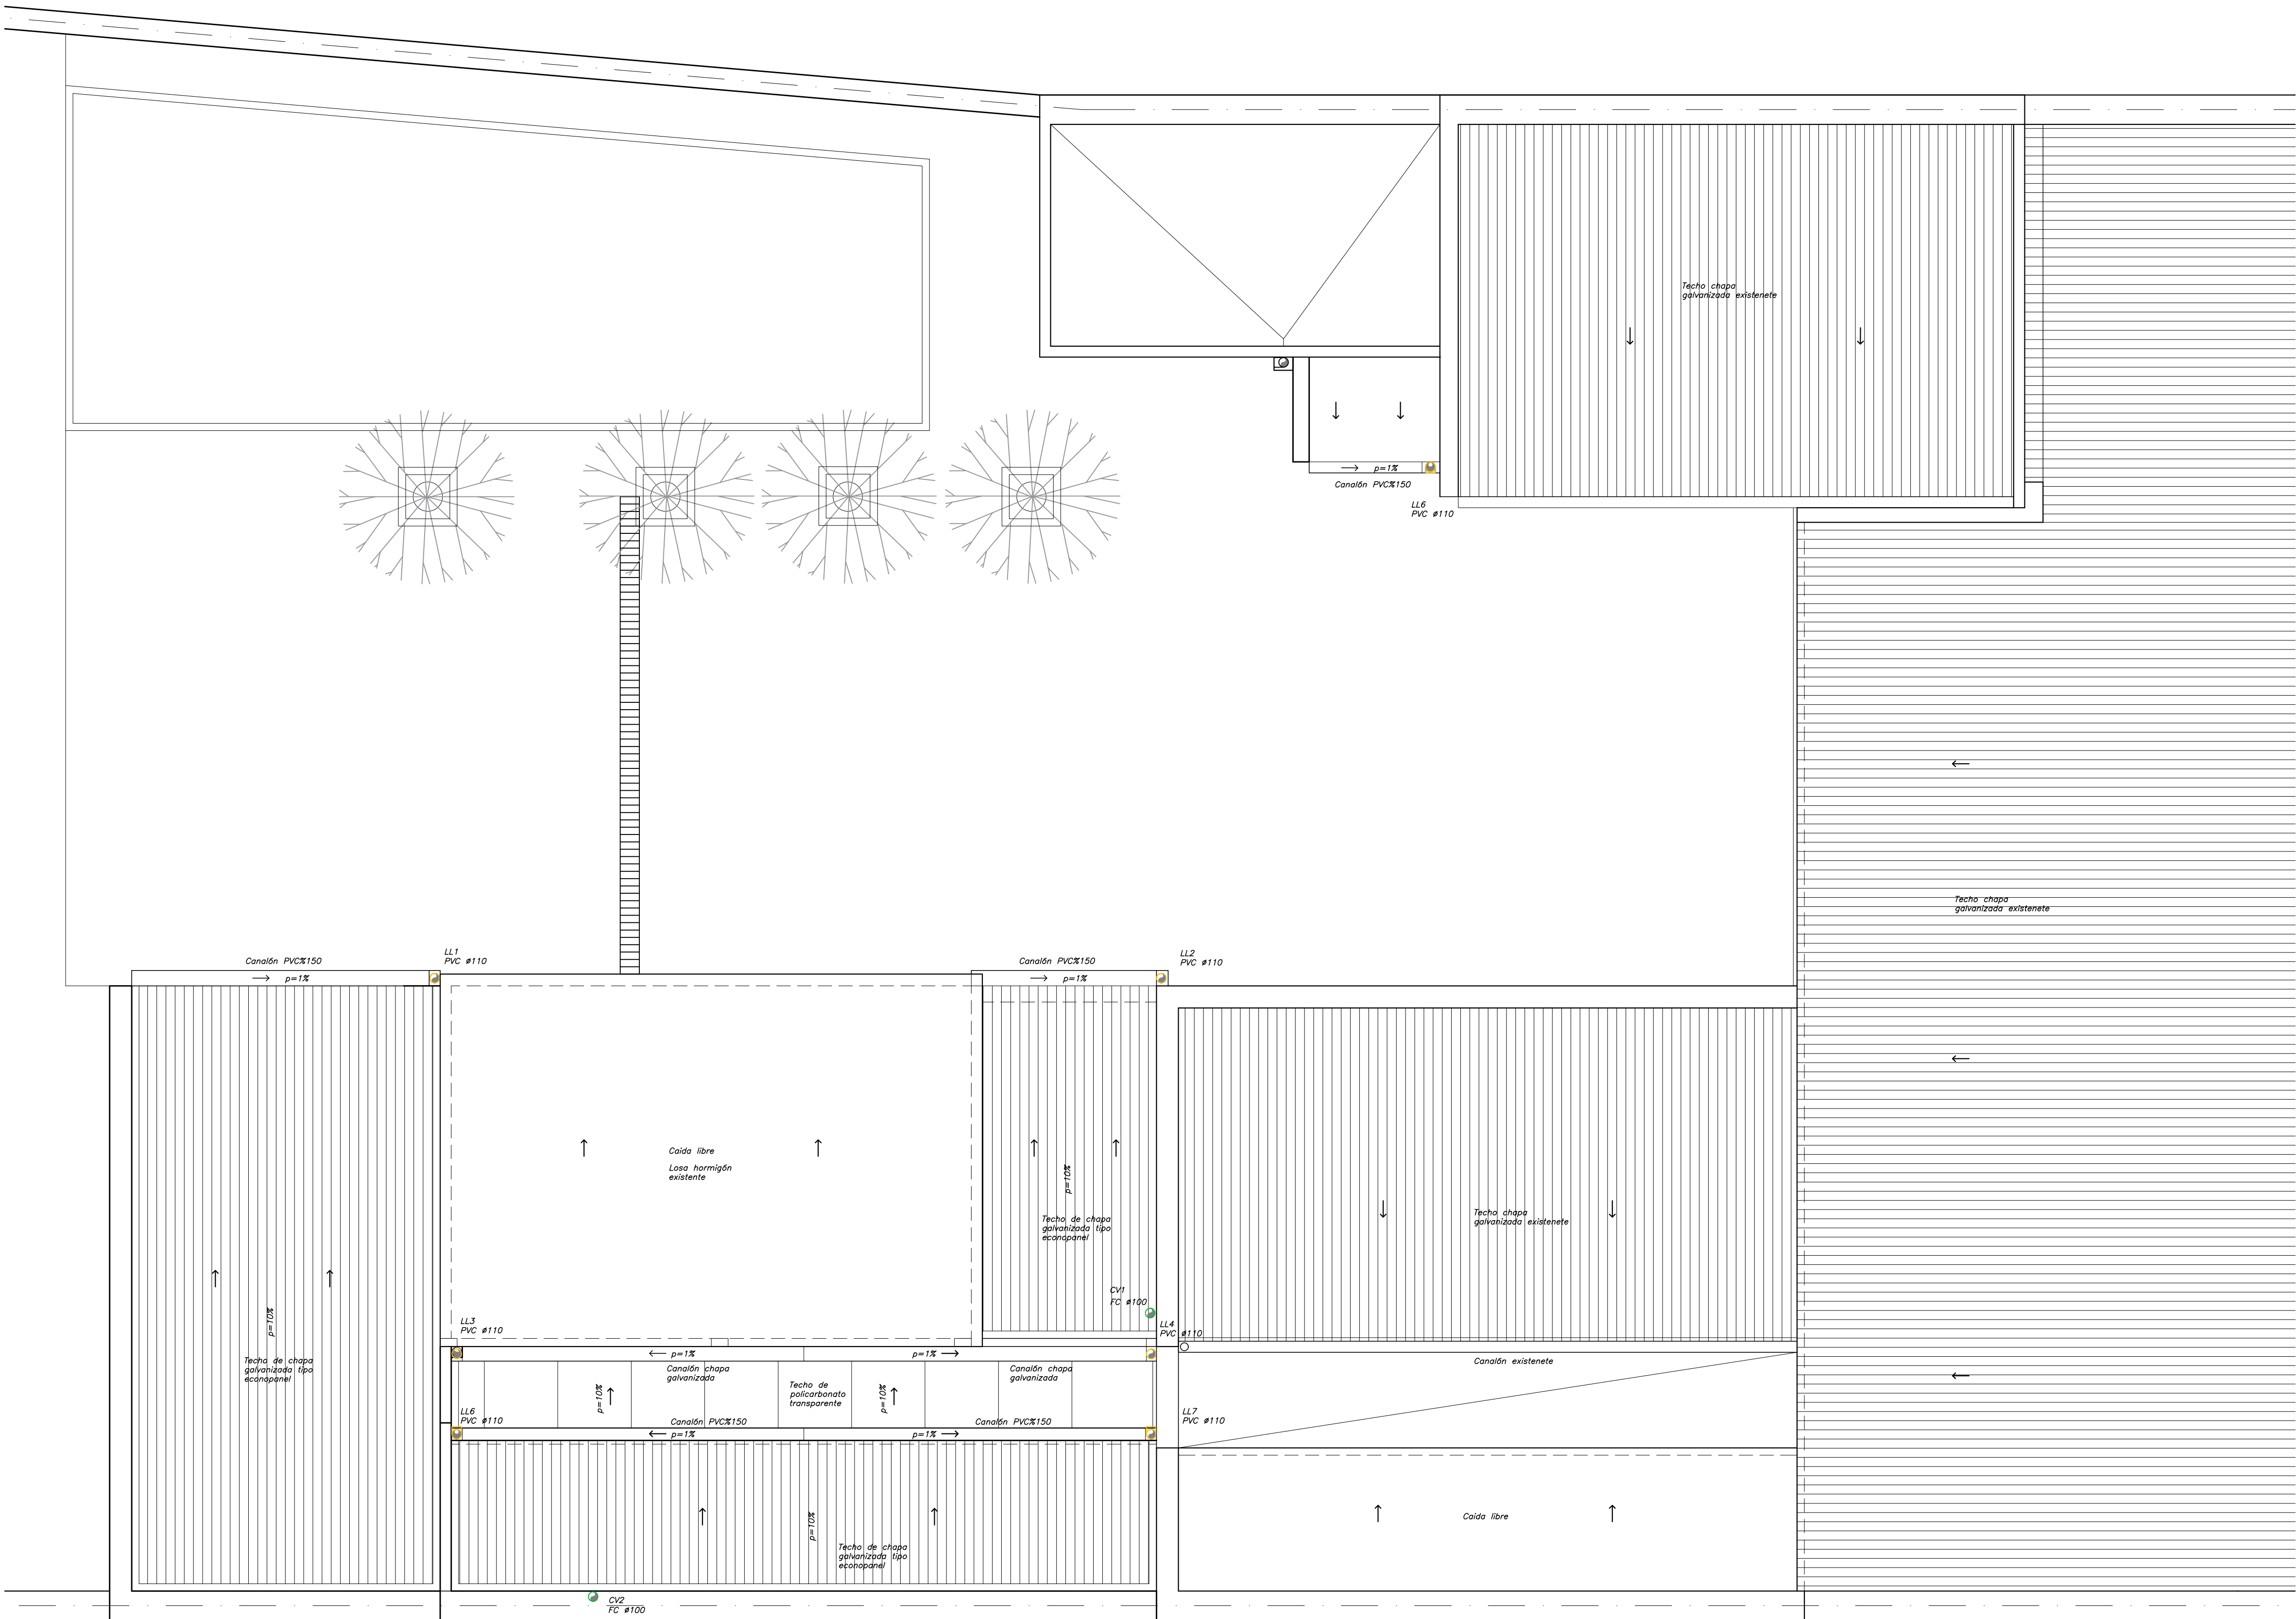 Techo chapa
galvanizada existenete
p=1%
Canalón PVC%150
LL6
PVC ø110
Techo chapa
galvanizada existenete
Canalón PVC%150
p=1%
LL1
PVC ø110
Canalón PVC%150
p=1%
LL2
PVC ø110
Caida libre
Losa hormigón
existente
p=10%
Techo de chapa
galvanizada tipo
econopanel
Techo chapa
galvanizada existenete
CV1
FC ø100
p=10%
Techo de chapa
galvanizada tipo
econopanel
LL3
PVC ø110
LL4
PVC ø110
p=1%
p=1%
Canalón chapa
galvanizada
Canalón chapa
galvanizada
Canalón existenete
p=10%
Techo de
policarbonato
transparente
p=10%
LL6
PVC ø110
Canalón PVC%150
Canalón PVC%150
LL7
PVC ø110
p=1%
p=1%
p=10%
Techo de chapa
galvanizada tipo
econopanel
Caida libre
CV2
FC ø100